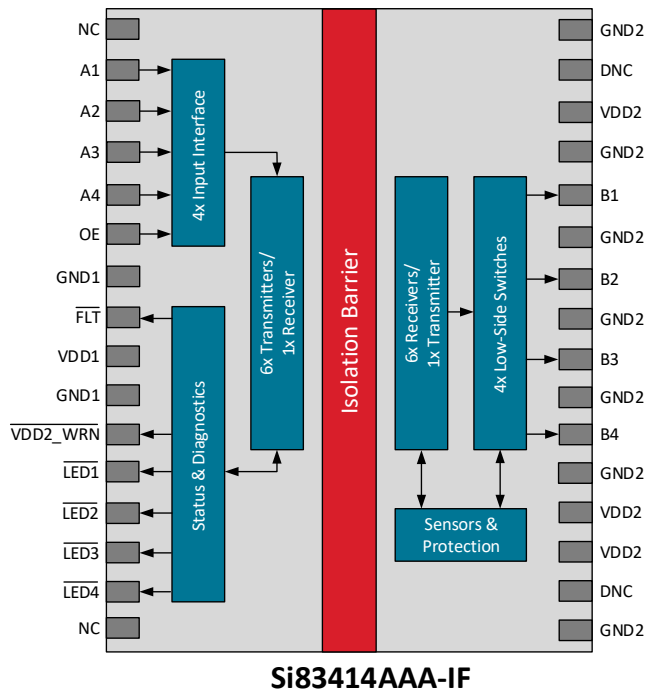 NC
A1
A2
A3
A4
OE
GND1
FLT
VDD1
GND1
VDD2_WRN
LED1
LED2
LED3
LED4
NC
4x Input Interface
Status & Diagnostics
6x Transmitters/
1x Receiver
Isolation Barrier
6x Receivers/
1x Transmitter
4x Low-Side Switches
Sensors &
Protection
GND2
DNC
VDD2
GND2
B1
GND2
B2
GND2
B3
GND2
B4
GND2
VDD2
VDD2
DNC
GND2
Si83414AAA-IF